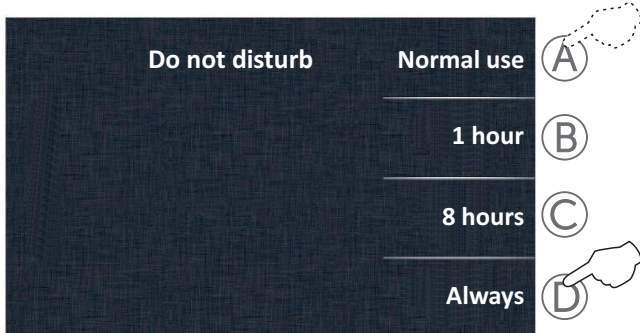 Do not disturb
Normal use A
1 hour B
8 hours C
Always D